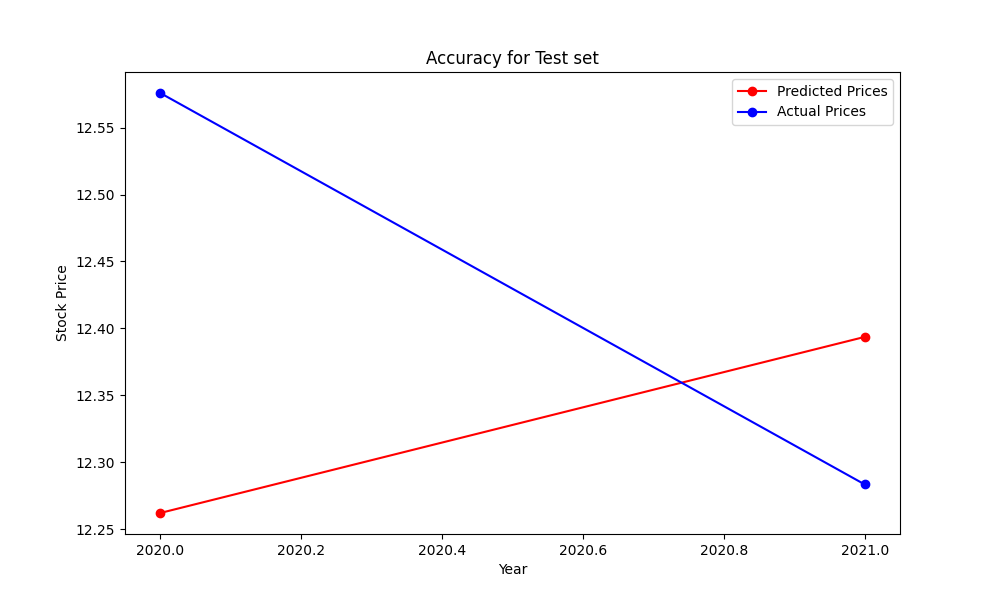 Accuracy for Test set
Predicted Prices
Actual Prices
12.55
12.50
12.45
12.40
12.35
12.30
12.25
Stock Price
2020.0 2020.2 2020.4 2020.6 2020.8 2021.0
Year